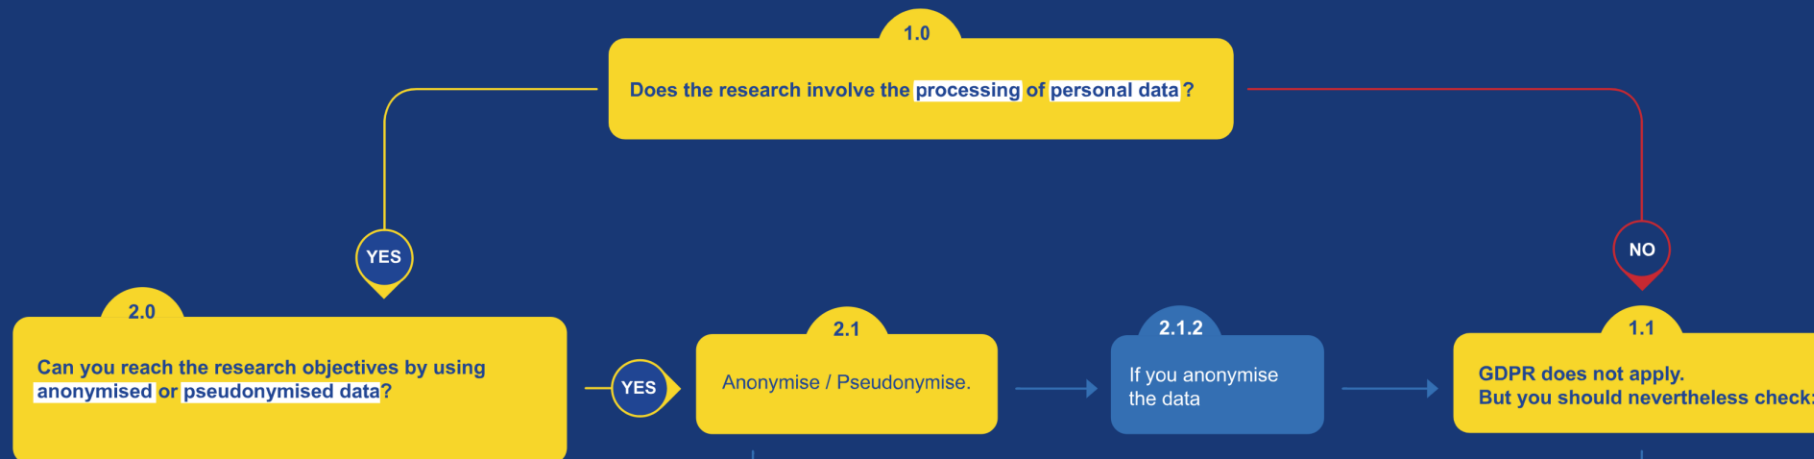 1.0
Does the research involve the processing of personal data ?
YES
NO
2.0
Can you reach the research objectives by using
anonymised or pseudonymised data?
YES
2.1
Anonymise / Pseudonymise.
2.1.2
If you anonymise
the data
1.1
GDPR does not apply.
But you should nevertheless check: